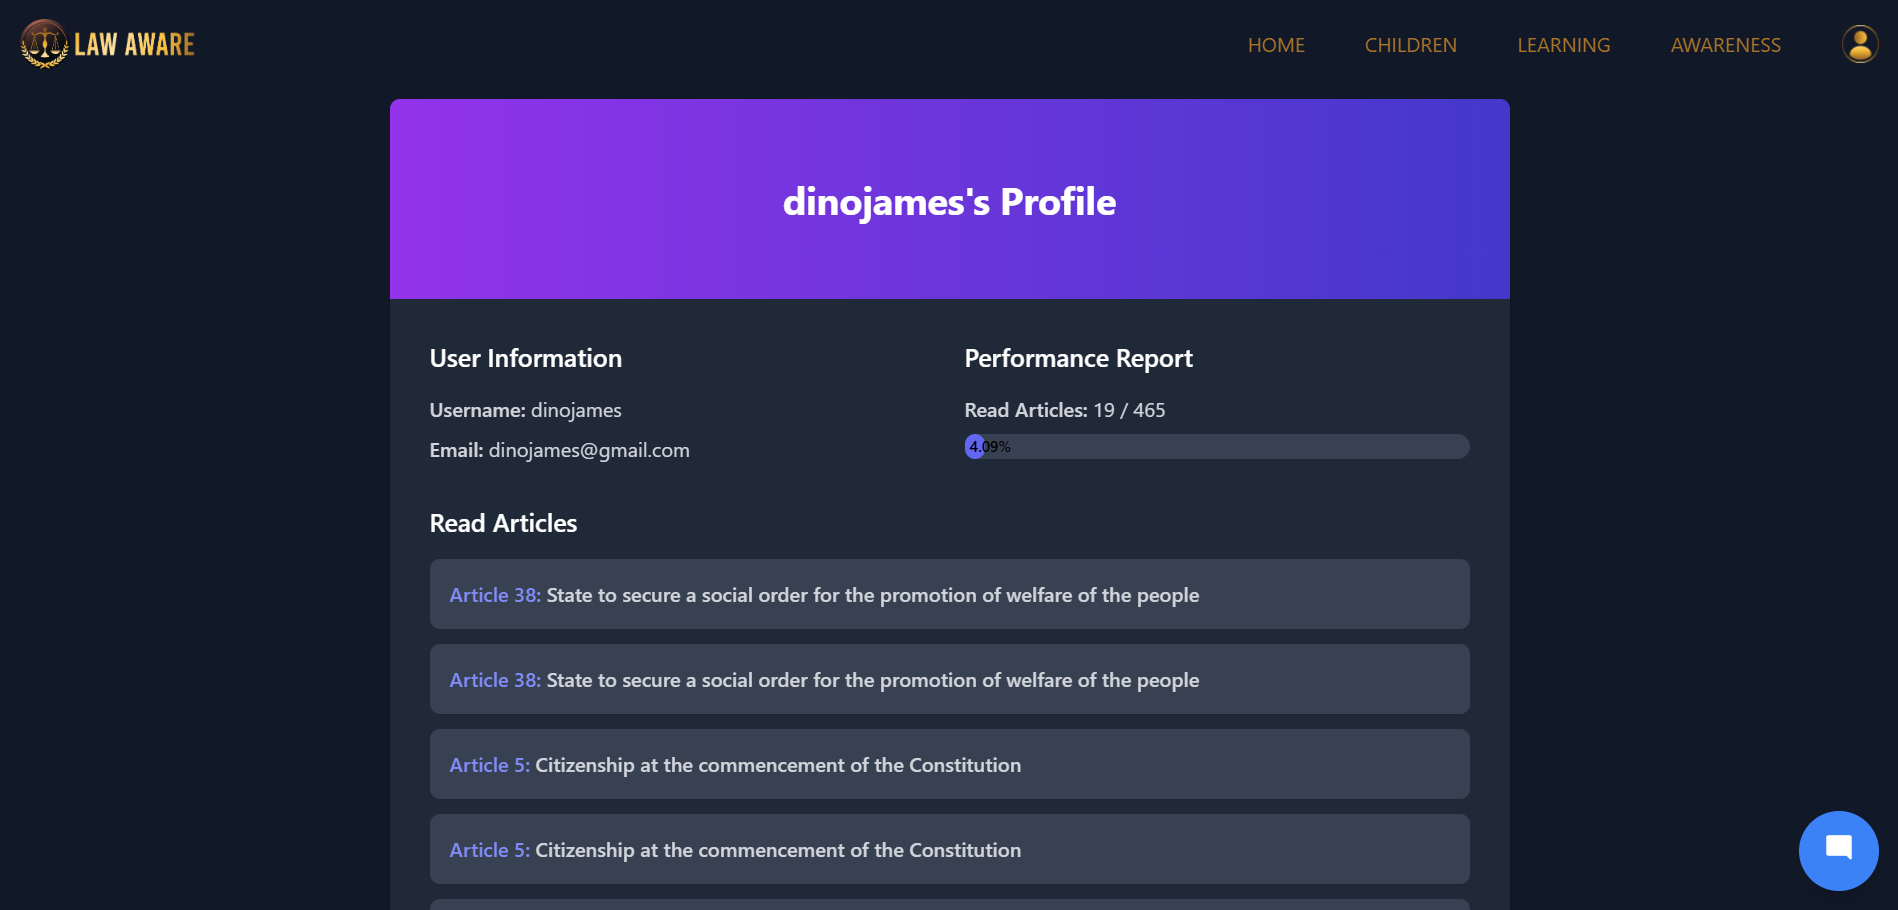 LAW AWARE
HOME
CHILDREN
LEARNING
AWARENESS
dinojames's Profile
User Information
Username: dinojames
Email: dinojames@gmail.com
Performance Report
Read Articles: 19 / 465
4.09%
Read Articles
Article 38: State to secure a social order for the promotion of welfare of the people
Article 38: State to secure a social order for the promotion of welfare of the people
Article 5: Citizenship at the commencement of the Constitution
Article 5: Citizenship at the commencement of the Constitution